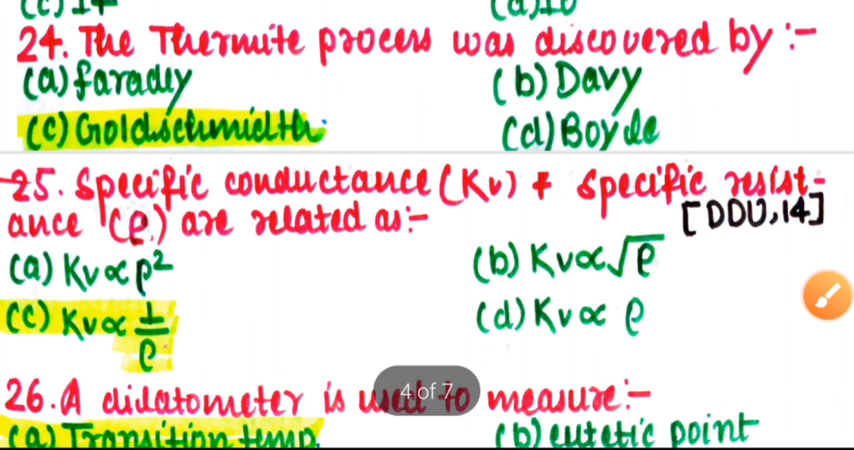 24. The Thermite process was discovered by :-
(a) faraday (b) Davy
(c) Goldschmidth (d) Boyde
25. Specific conductance (Kv) & Specific resist-
ance (ρ) are related as:- [DDU,14]
(a) Kv∝ρ² (b) Kv∝√ρ
(c) Kv∝ 1/ρ (d) Kv∝ ρ
4 of 7
26. A dilatometer is used to measure:-
(a) Transition temp. (b) eutetic point